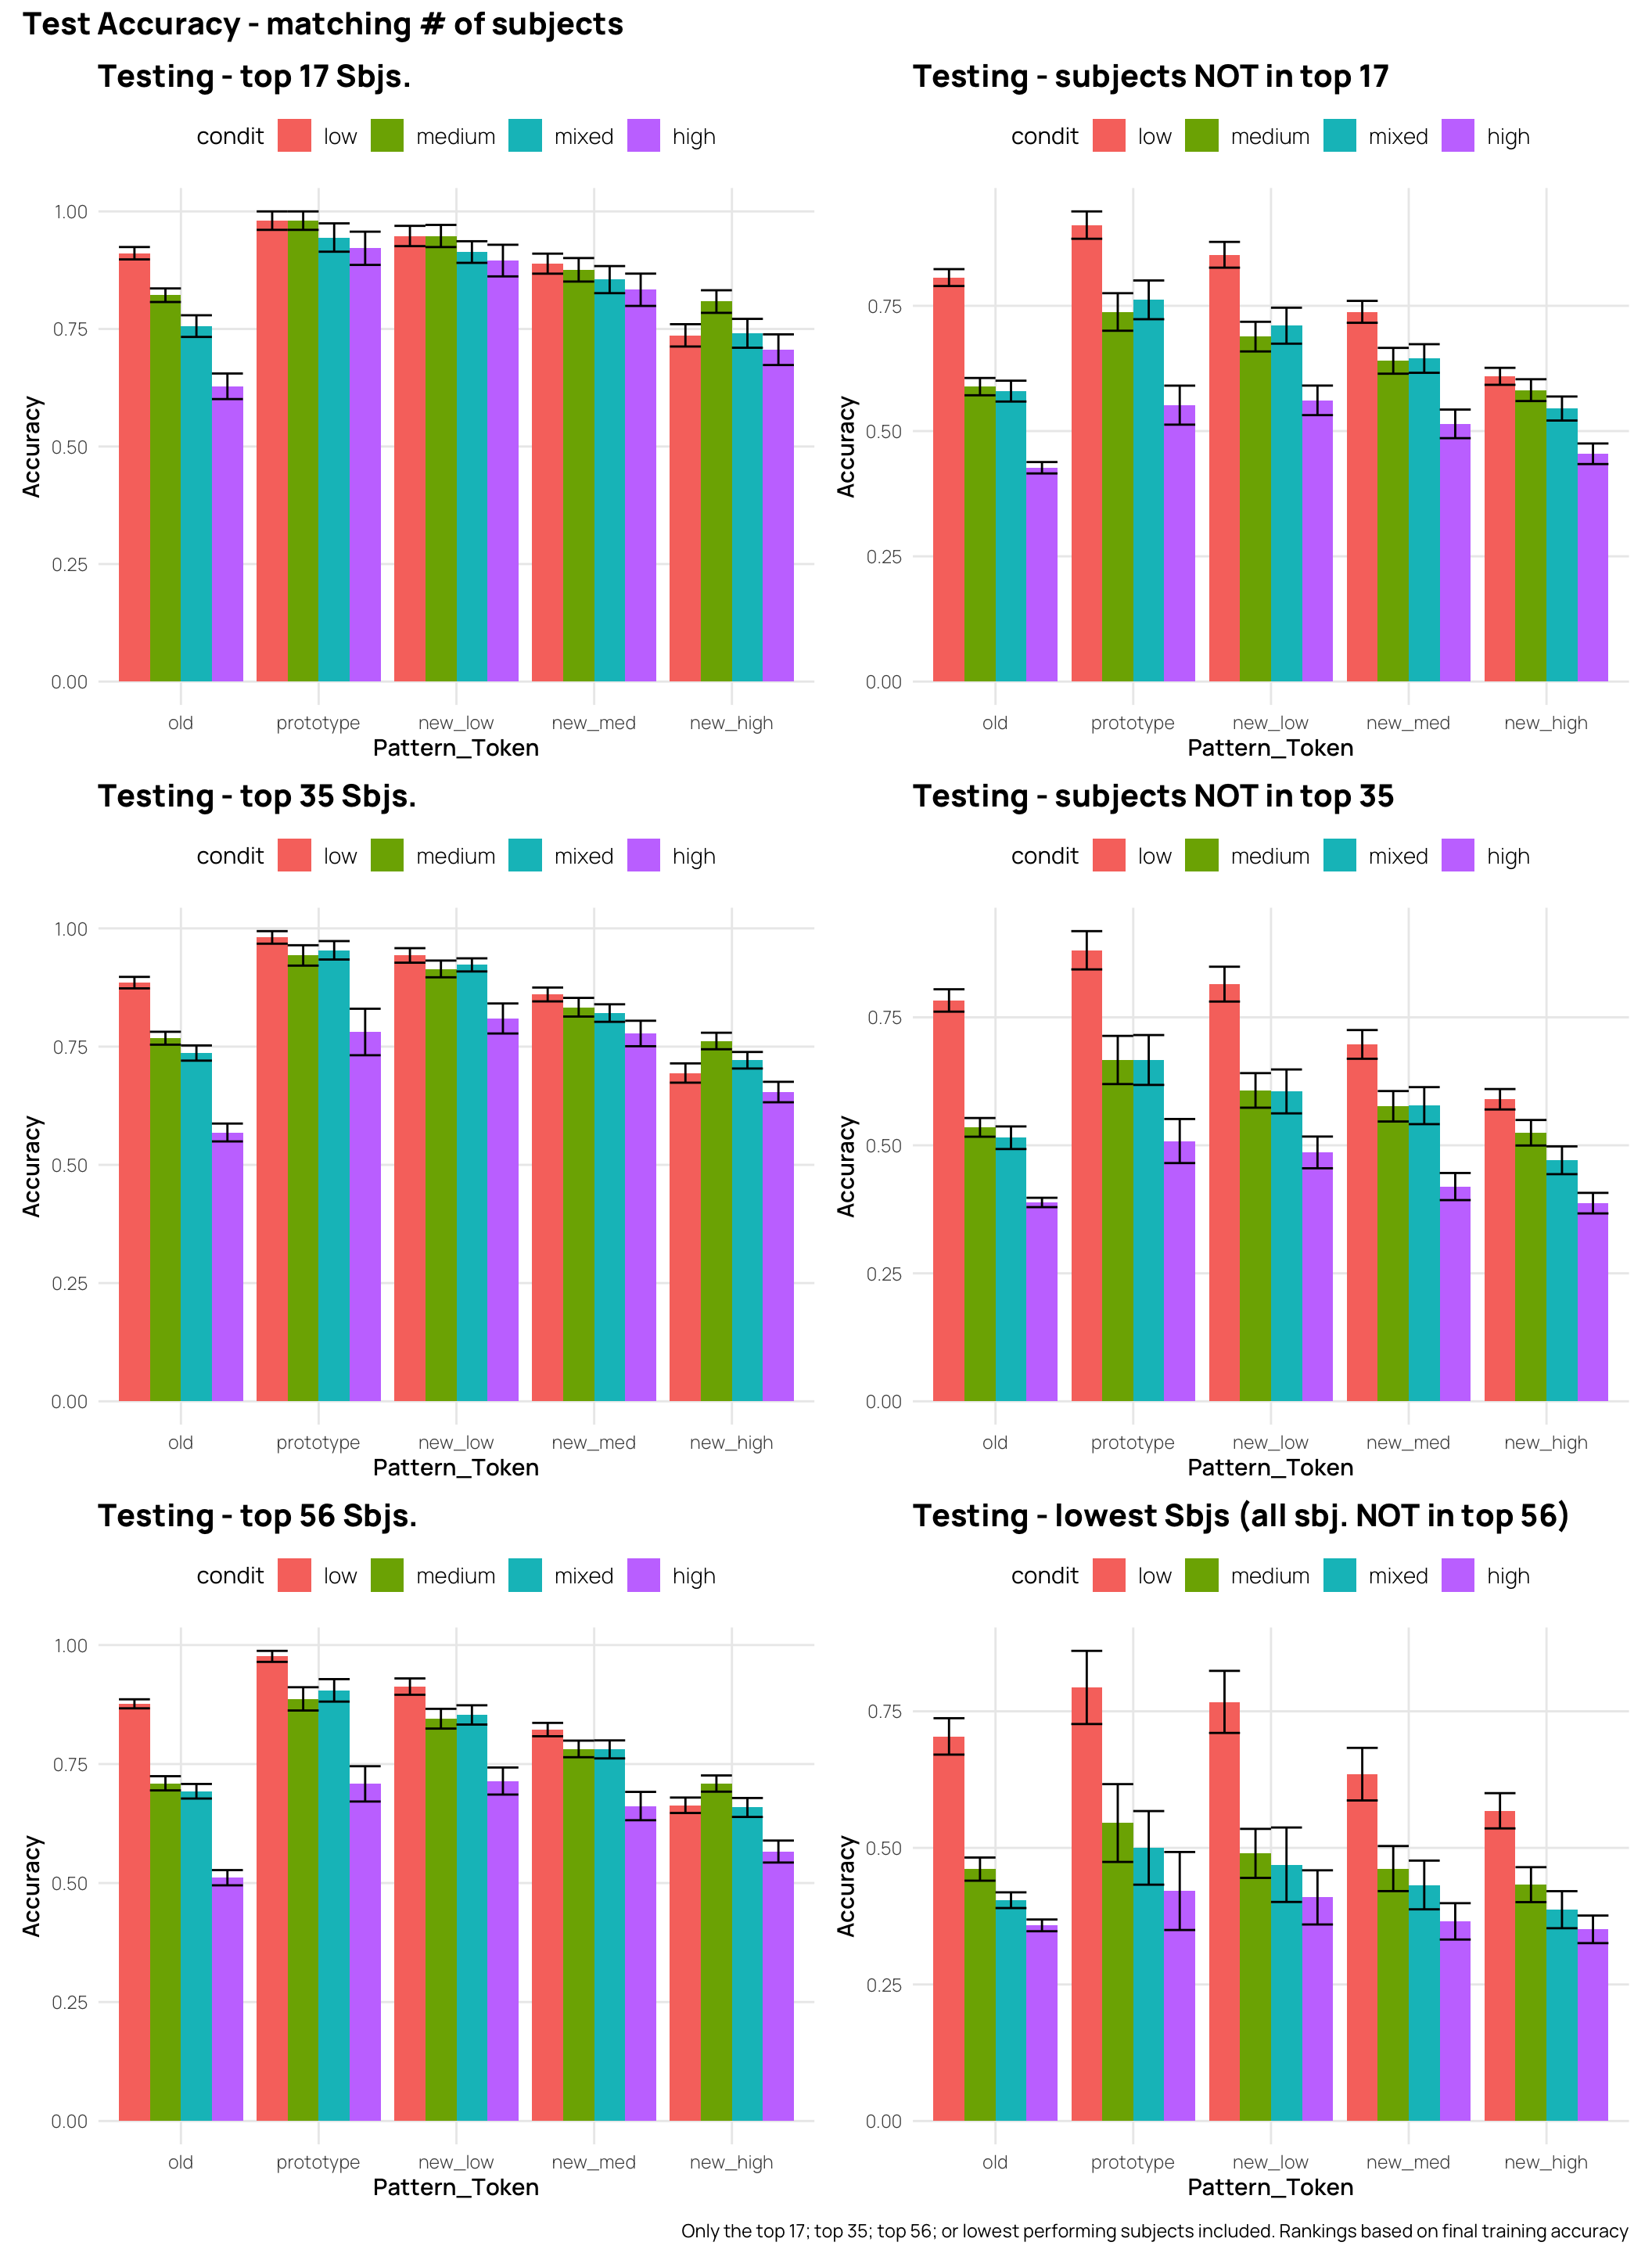 Test Accuracy - matching # of subjects
Testing - top 17 Sbjs.
condit low medium mixed high
1.00
0.75
0.50
0.25
0.00
Accuracy
old prototype new_low new_med new_high
Pattern_Token
Testing - subjects NOT in top 17
condit low medium mixed high
0.75
0.50
0.25
0.00
Accuracy
old prototype new_low new_med new_high
Pattern_Token
Testing - top 35 Sbjs.
condit low medium mixed high
1.00
0.75
0.50
0.25
0.00
Accuracy
old prototype new_low new_med new_high
Pattern_Token
Testing - subjects NOT in top 35
condit low medium mixed high
0.75
0.50
0.25
0.00
Accuracy
old prototype new_low new_med new_high
Pattern_Token
Testing - top 56 Sbjs.
condit low medium mixed high
1.00
0.75
0.50
0.25
0.00
Accuracy
old prototype new_low new_med new_high
Pattern_Token
Testing - lowest Sbjs (all sbj. NOT in top 56)
condit low medium mixed high
0.75
0.50
0.25
0.00
Accuracy
old prototype new_low new_med new_high
Pattern_Token
Only the top 17; top 35; top 56; or lowest performing subjects included. Rankings based on final training accuracy